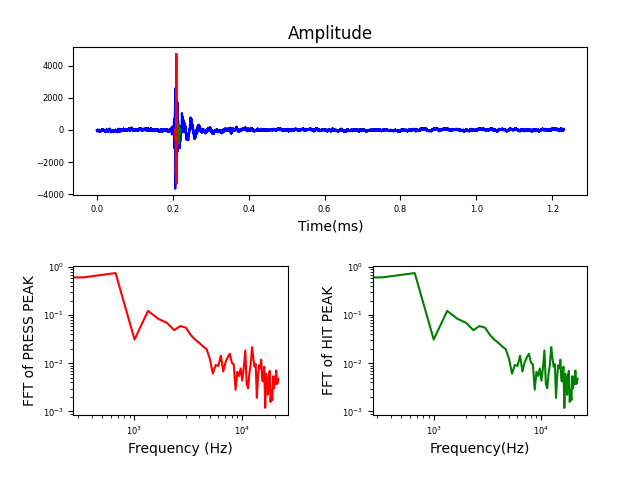 Amplitude
4000
2000
0
−2000
−4000
0.0 0.2 0.4 0.6 0.8 1.0 1.2
Time(ms)
FFT of PRESS PEAK
10⁰
10⁻¹
10⁻²
10⁻³
10³ 10⁴
Frequency (Hz)
FFT of HIT PEAK
10⁰
10⁻¹
10⁻²
10⁻³
10³ 10⁴
Frequency(Hz)